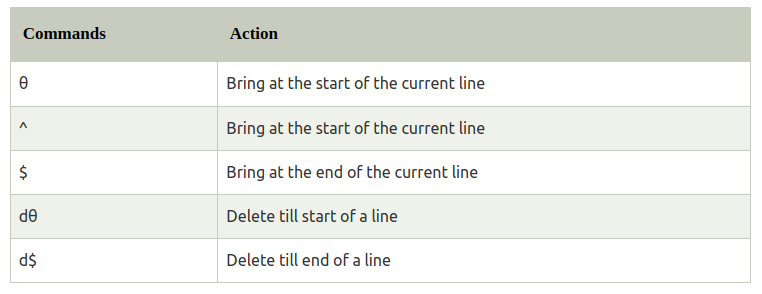 Commands Action
θ Bring at the start of the current line
^ Bring at the start of the current line
$ Bring at the end of the current line
dθ Delete till start of a line
d$ Delete till end of a line